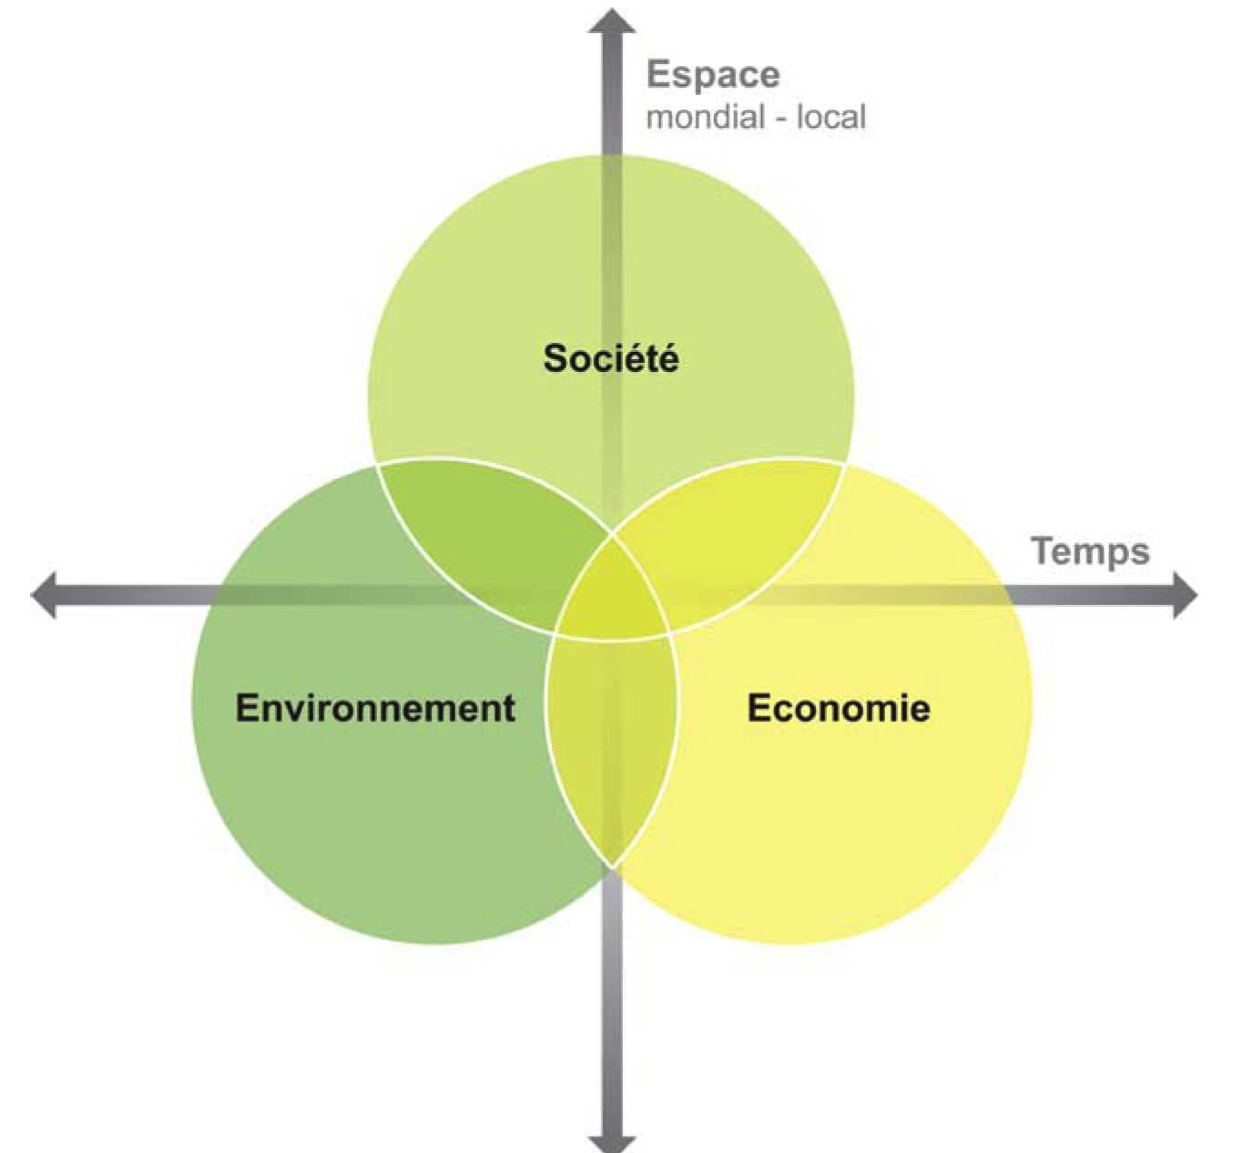 Espace
mondial - local
Société
Temps
Environnement
Economie